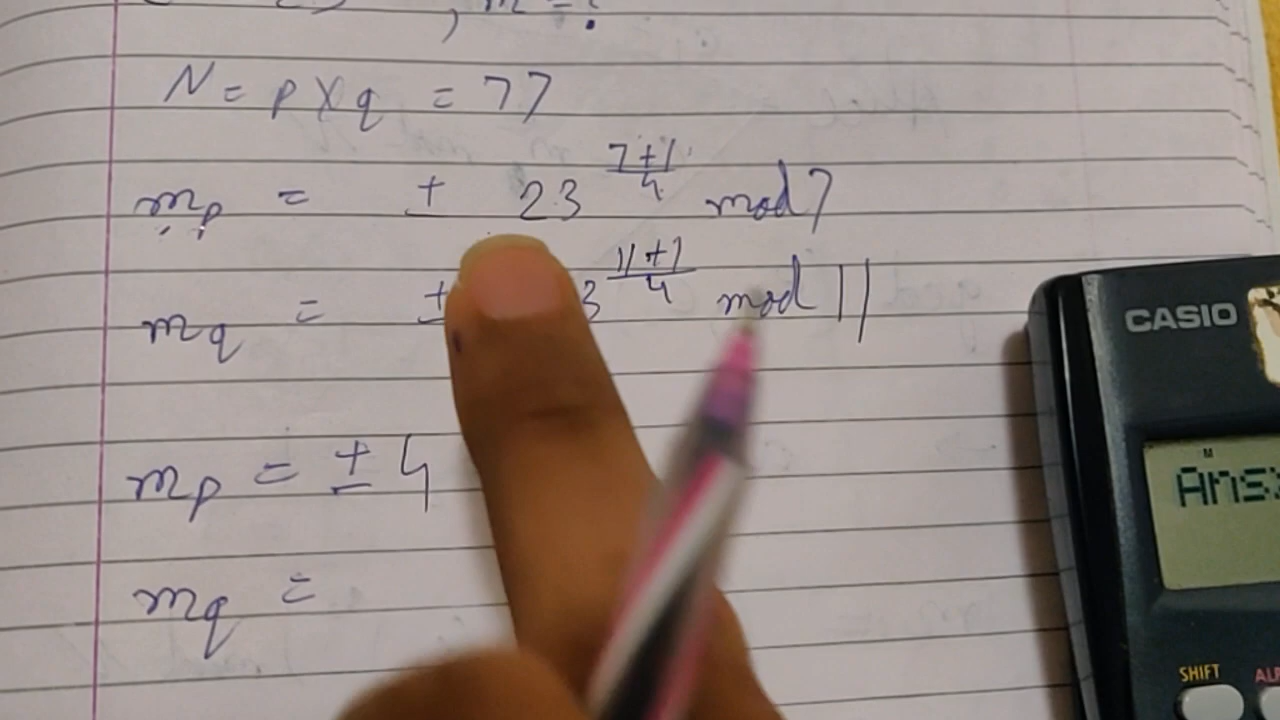 , m = ?
N = p X q = 77
mp = ± 23 7+1/4 mod 7
mq = ± 3 11+1/4 mod 11
mp = ± 4
mq =
CASIO
M
Ans
SHIFT